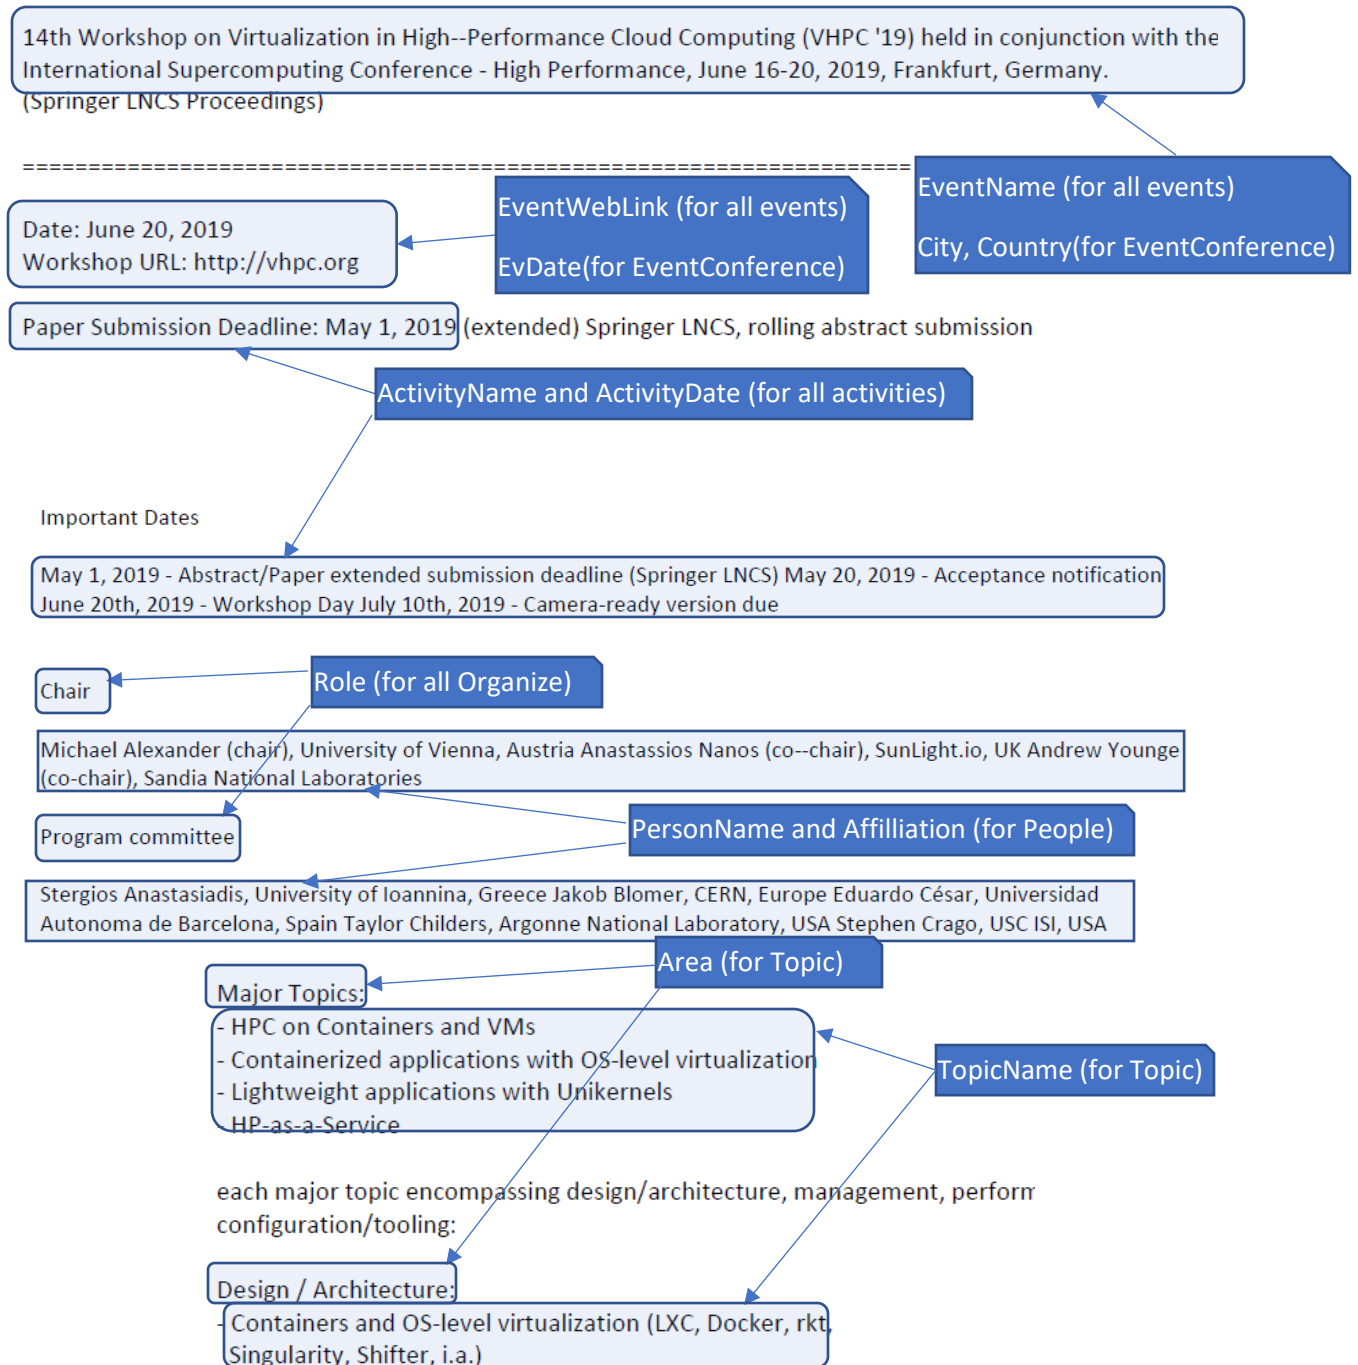 14th Workshop on Virtualization in High--Performance Cloud Computing (VHPC '19) held in conjunction with the
International Supercomputing Conference - High Performance, June 16-20, 2019, Frankfurt, Germany.
(Springer LNCS Proceedings)
====================================================================
EventName (for all events)
City, Country(for EventConference)
EventWebLink (for all events)
EvDate(for EventConference)
Date: June 20, 2019
Workshop URL: http://vhpc.org
Paper Submission Deadline: May 1, 2019 (extended) Springer LNCS, rolling abstract submission
ActivityName and ActivityDate (for all activities)
Important Dates
May 1, 2019 - Abstract/Paper extended submission deadline (Springer LNCS) May 20, 2019 - Acceptance notification
June 20th, 2019 - Workshop Day July 10th, 2019 - Camera-ready version due
Chair
Role (for all Organize)
Michael Alexander (chair), University of Vienna, Austria Anastassios Nanos (co--chair), SunLight.io, UK Andrew Younge
(co-chair), Sandia National Laboratories
Program committee
PersonName and Affilliation (for People)
Stergios Anastasiadis, University of Ioannina, Greece Jakob Blomer, CERN, Europe Eduardo César, Universidad
Autonoma de Barcelona, Spain Taylor Childers, Argonne National Laboratory, USA Stephen Crago, USC ISI, USA
Area (for Topic)
Major Topics:
- HPC on Containers and VMs
- Containerized applications with OS-level virtualization
- Lightweight applications with Unikernels
- HP-as-a-Service
TopicName (for Topic)
each major topic encompassing design/architecture, management, perform
configuration/tooling:
Design / Architecture:
- Containers and OS-level virtualization (LXC, Docker, rkt,
Singularity, Shifter, i.a.)